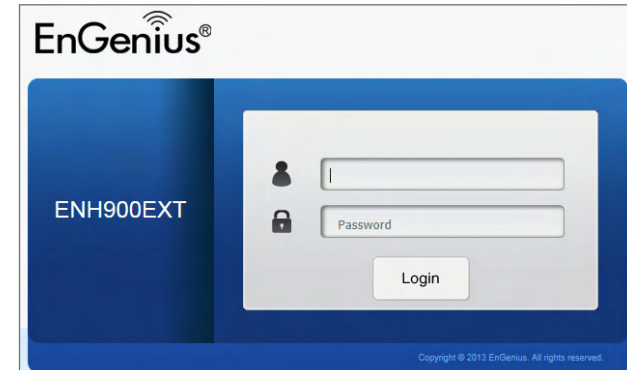 EnGenius®
ENH900EXT
Password
Login
Copyright © 2013 EnGenius. All rights reserved.